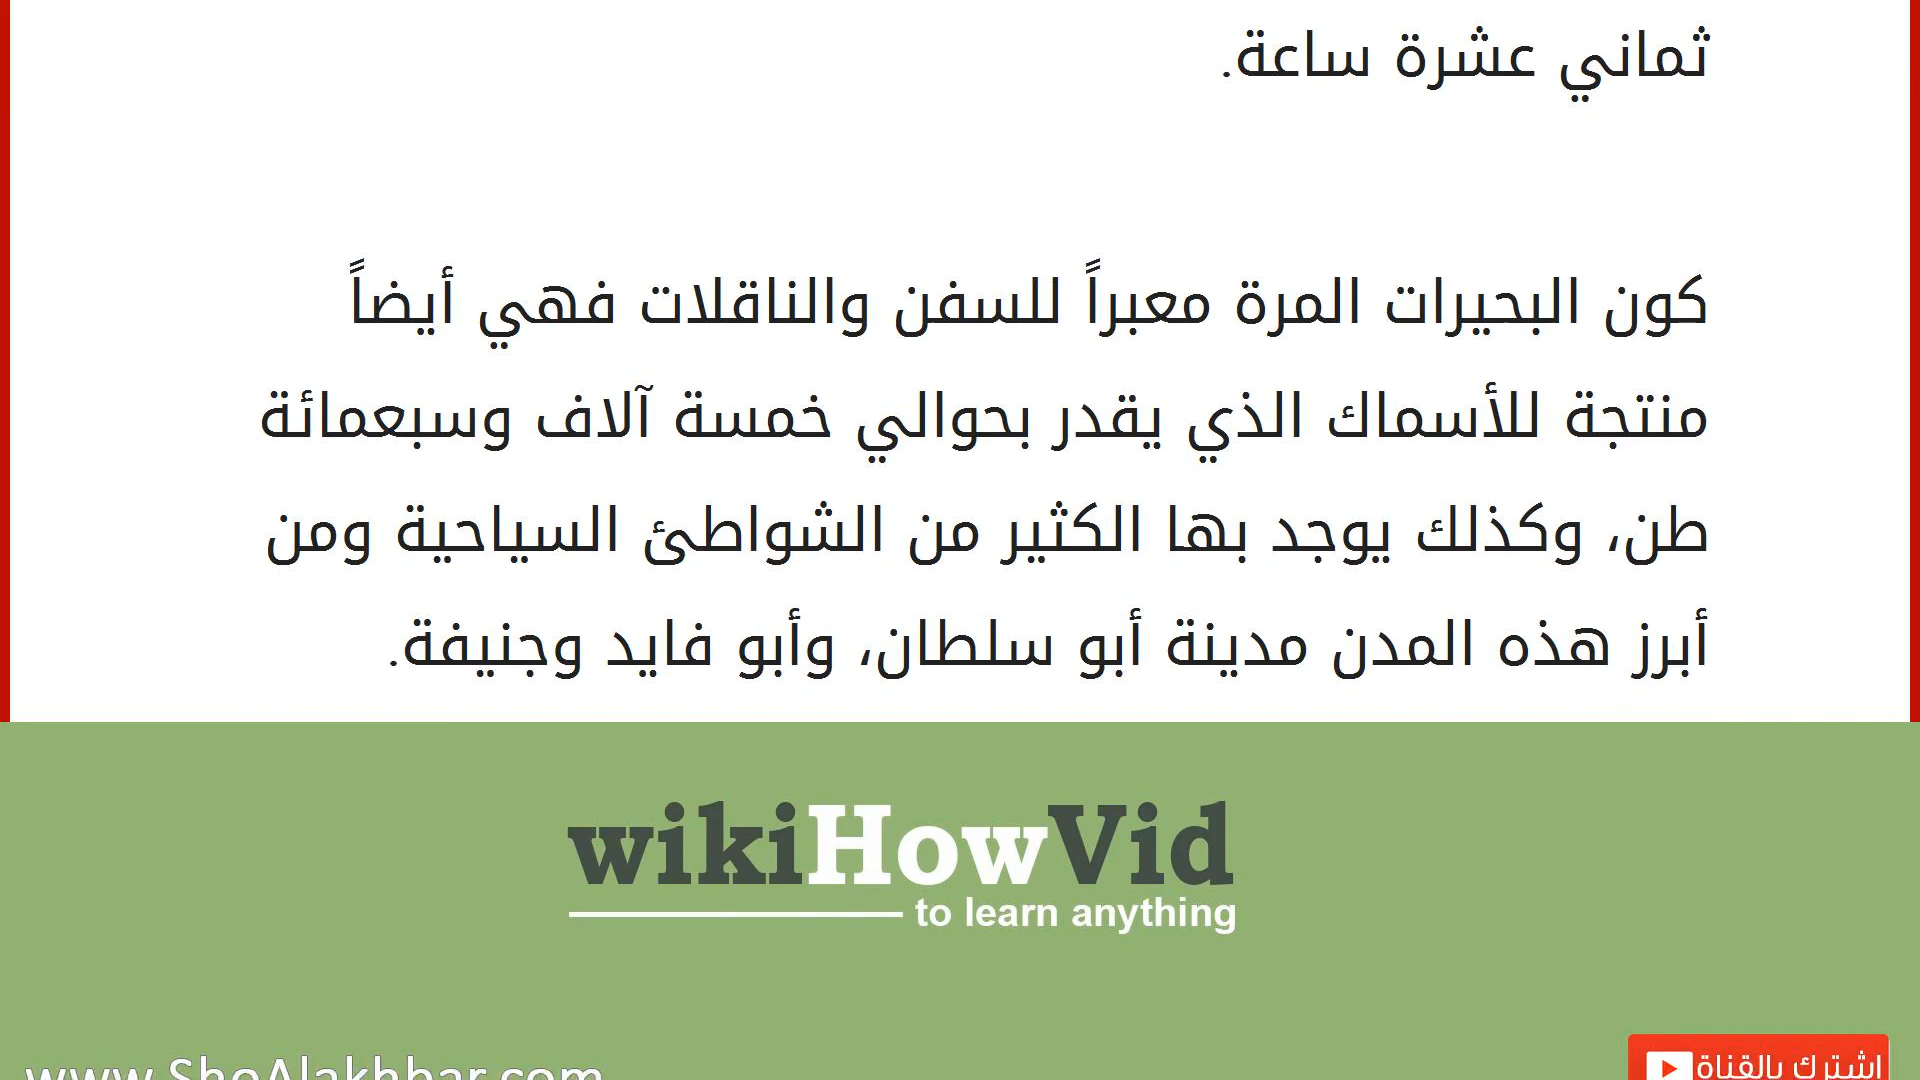 ثماني عشرة ساعة.
كون البحيرات المرة معبراً للسفن والناقلات فهي أيضاً
منتجة للأسماك الذي يقدر بحوالي خمسة آلاف وسبعمائة
طن، وكذلك يوجد بها الكثير من الشواطئ السياحية ومن
أبرز هذه المدن مدينة أبو سلطان، وأبو فايد وجنيفة.
wikiHowVid
to learn anything
www.ShoAlakhbar.com
اشترك بالقناة